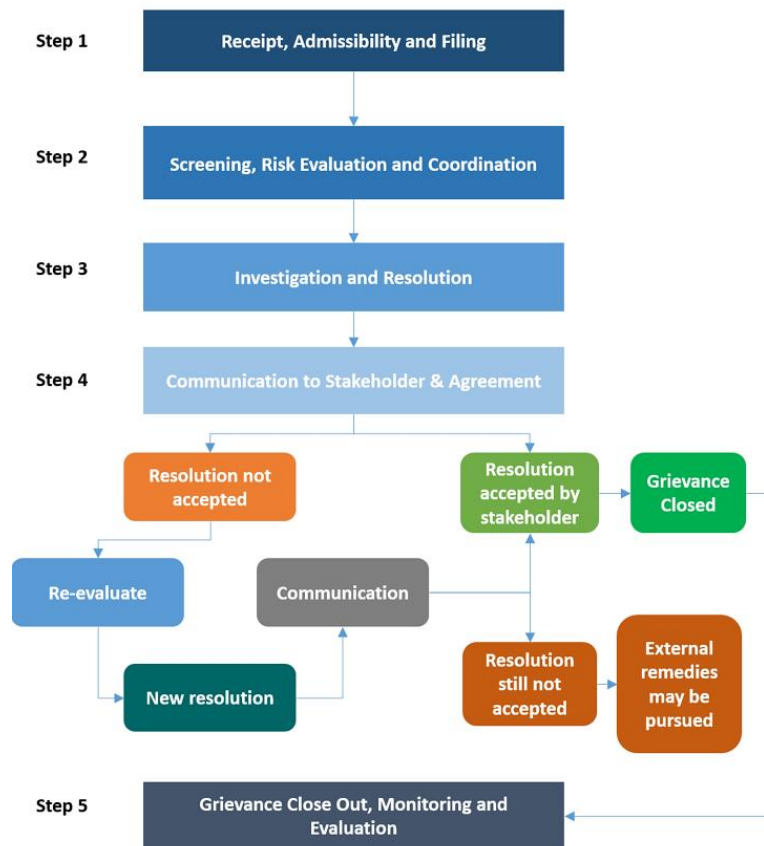 Step 1
Receipt, Admissibility and Filing
Step 2
Screening, Risk Evaluation and Coordination
Step 3
Investigation and Resolution
Step 4
Communication to Stakeholder & Agreement
Resolution not
accepted
Resolution
accepted by
stakeholder
Grievance
Closed
Re-evaluate
Communication
New resolution
Resolution
still not
accepted
External
remedies
may be
pursued
Step 5
Grievance Close Out, Monitoring and
Evaluation